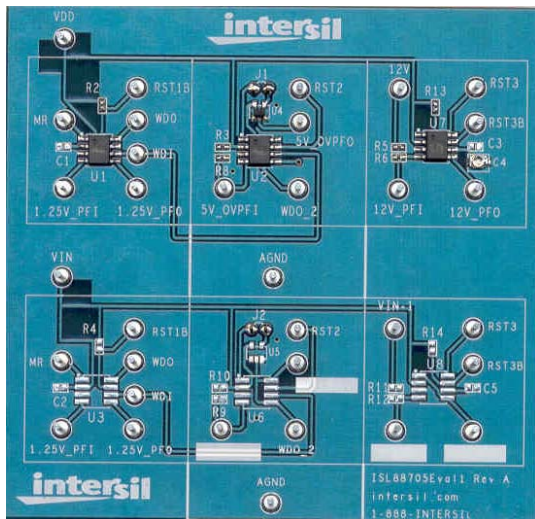 VDD
intersil
J1
R2
RST1B
RST2
12V
R13
RST3
MR
WDO
U4
U7
RST3B
5V_OVPFO
C1
WDI
R3
R5
C3
R8
R6
C4
U1
U2
1.25V_PFI
1.25V_PFO
5V_OVPFI
WDO_2
12V_PFI
12V_PFO
VIN
AGND
J2
VIN-1
R4
RST1B
RST2
R14
RST3
MR
WDO
U5
U8
RST3B
C2
WDI
R10
R11
C5
R9
R12
U3
U6
1.25V_PFI
1.25V_PFO
WDO_2
intersil
AGND
ISL88705Eval1 Rev A
intersil.com
1-888-INTERSIL